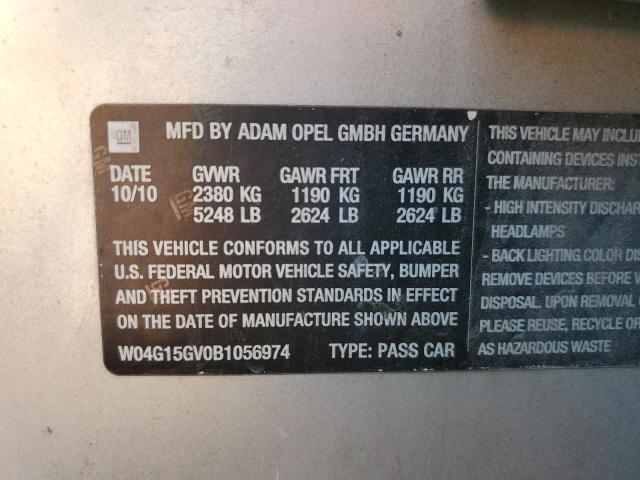 GM
MFD BY ADAM OPEL GMBH GERMANY
DATE GVWR GAWR FRT GAWR RR
10/10 2380 KG 1190 KG 1190 KG
5248 LB 2624 LB 2624 LB
THIS VEHICLE CONFORMS TO ALL APPLICABLE
U.S. FEDERAL MOTOR VEHICLE SAFETY, BUMPER
AND THEFT PREVENTION STANDARDS IN EFFECT
ON THE DATE OF MANUFACTURE SHOWN ABOVE
W04G15GV0B1056974 TYPE: PASS CAR
THIS VEHICLE MAY INCLU
CONTAINING DEVICES INS
THE MANUFACTURER:
- HIGH INTENSITY DISCHAR
HEADLAMPS
- BACK LIGHTING COLOR DIS
REMOVE DEVICES BEFORE
DISPOSAL. UPON REMOVAL
PLEASE REUSE, RECYCLE O
AS HAZARDOUS WASTE